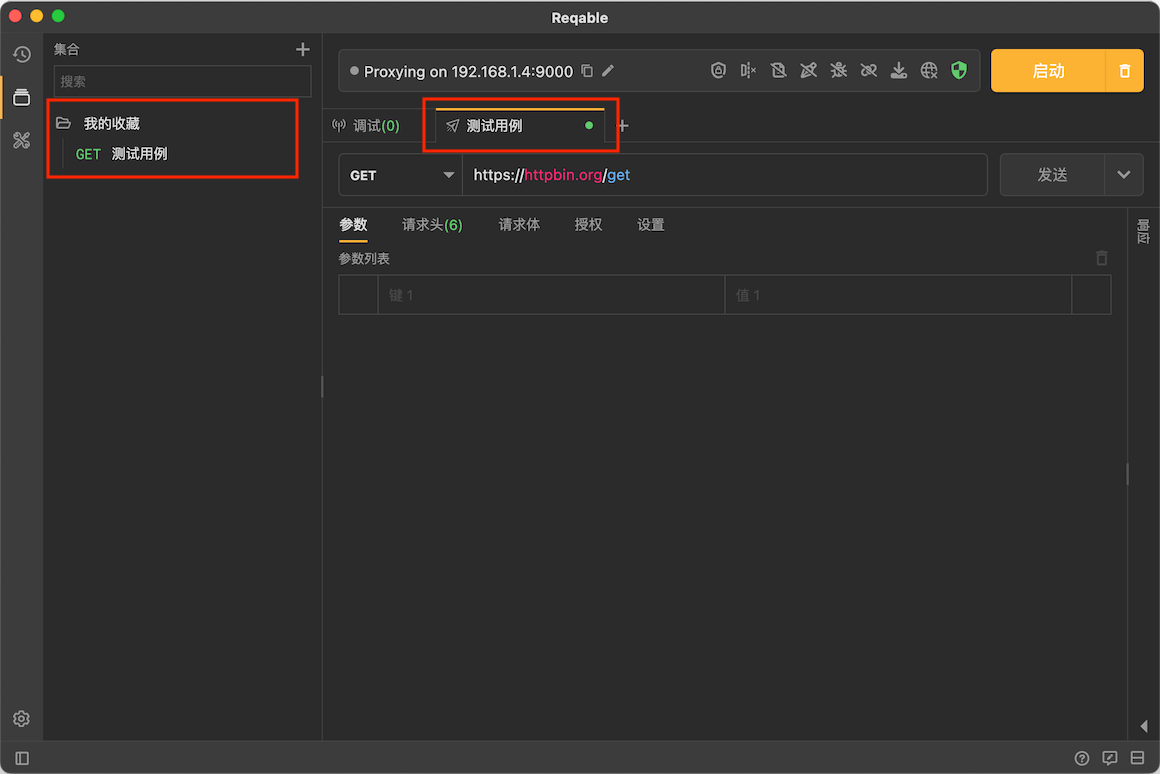 Reqable
集合
搜索
我的收藏
GET 测试用例
Proxying on 192.168.1.4:9000
启动
调试(0)
测试用例
GET
https://httpbin.org/get
发送
参数
请求头(6)
请求体
授权
设置
参数列表
键 1
值 1
响应